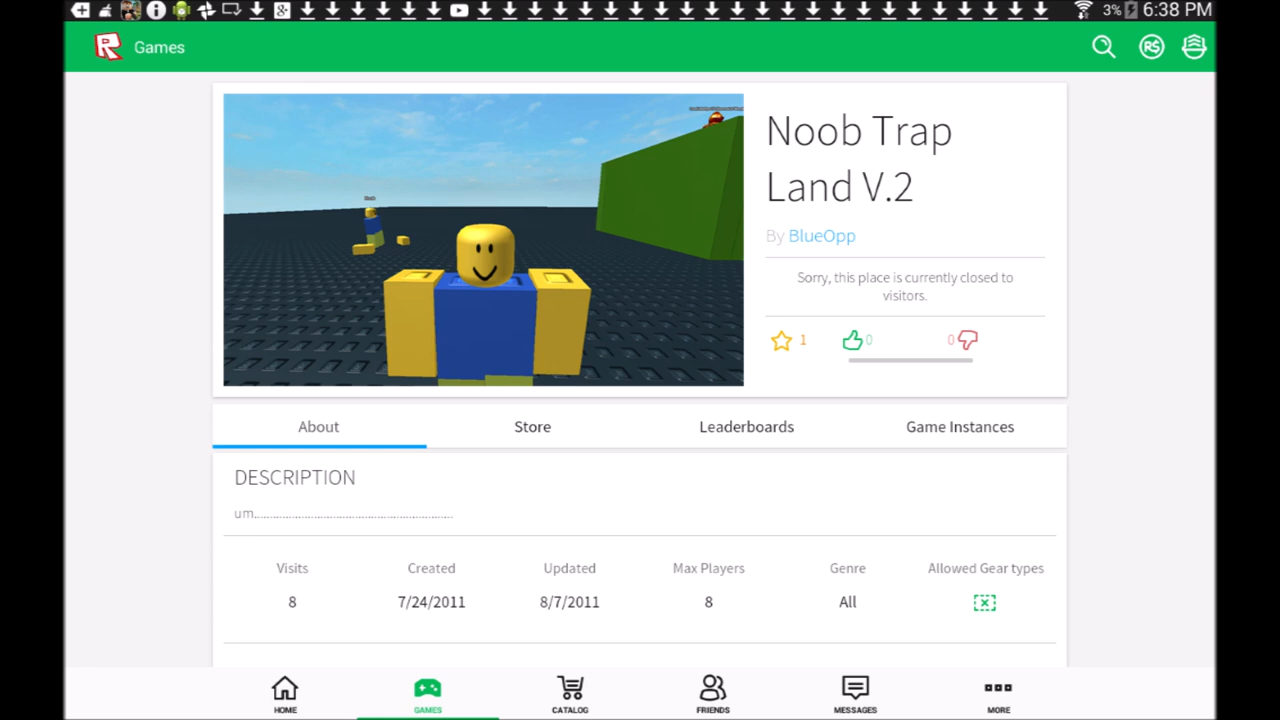 3% 6:38 PM
Games
Noob Trap
Land V.2
By BlueOpp
Sorry, this place is currently closed to
visitors.
1 0 0
About Store Leaderboards Game Instances
DESCRIPTION
um............................................................
Visits Created Updated Max Players Genre Allowed Gear types
8 7/24/2011 8/7/2011 8 All
HOME GAMES CATALOG FRIENDS MESSAGES MORE